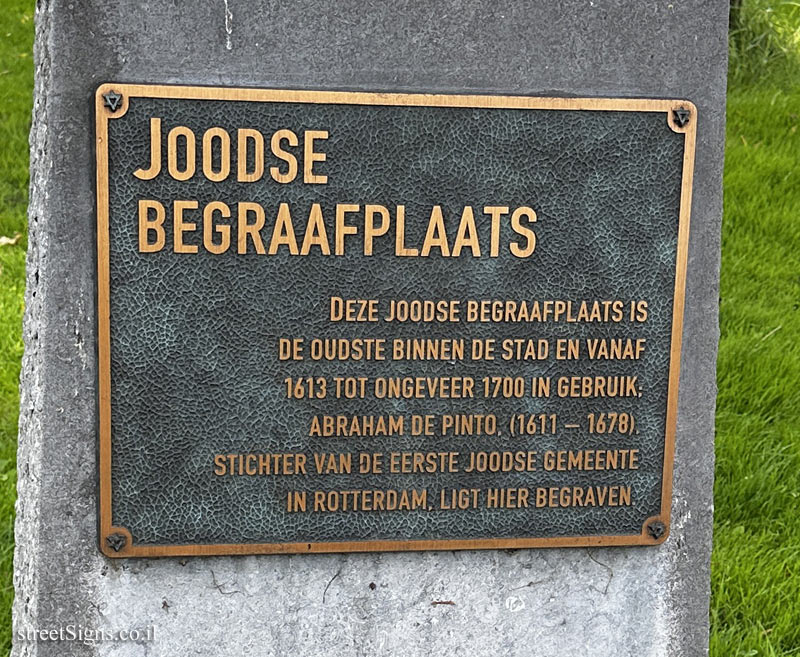 JOODSE
BEGRAAFPLAATS
DEZE JOODSE BEGRAAFPLAATS IS
DE OUDSTE BINNEN DE STAD EN VANAF
1613 TOT ONGEVEER 1700 IN GEBRUIK.
ABRAHAM DE PINTO, (1611 – 1678),
STICHTER VAN DE EERSTE JOODSE GEMEENTE
IN ROTTERDAM, LIGT HIER BEGRAVEN.
streetSigns.co.il